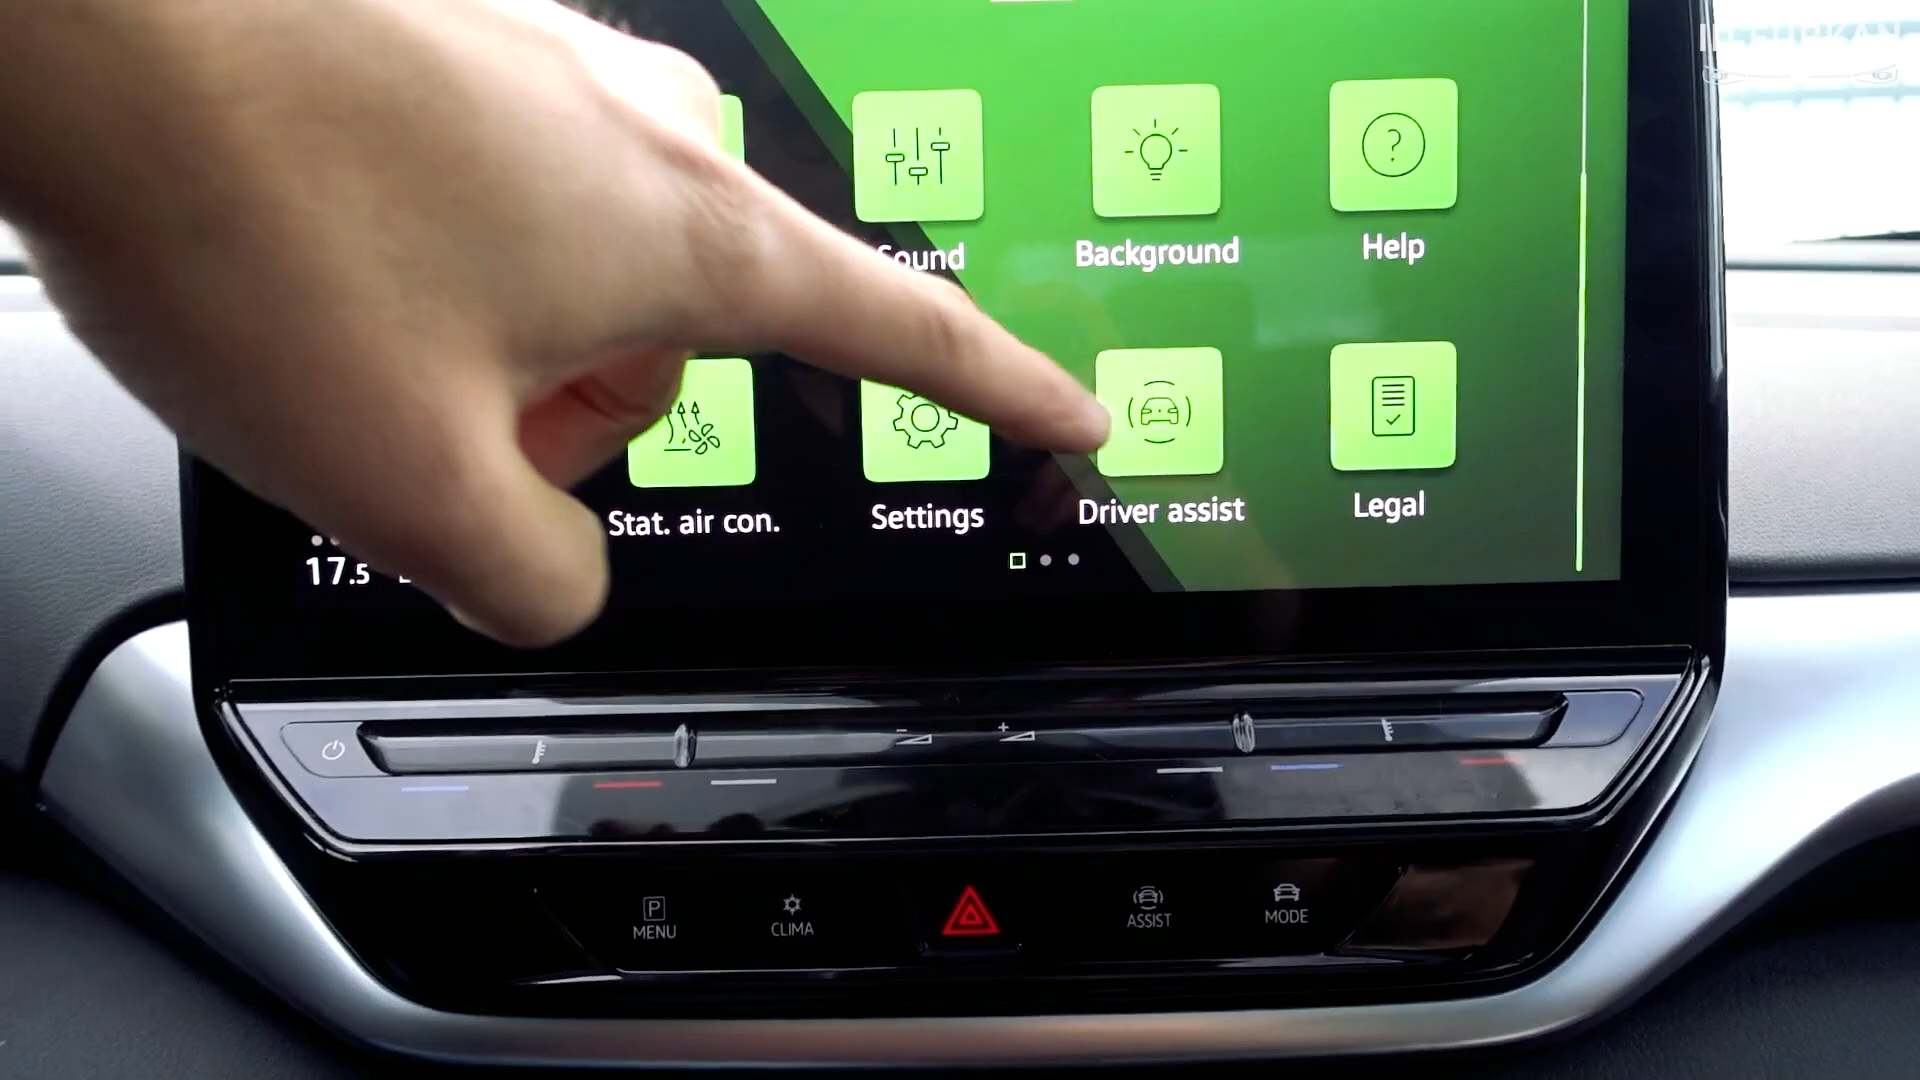 Sound
Background
Help
Stat. air con.
Settings
Driver assist
Legal
17.5
P
MENU
CLIMA
ASSIST
MODE